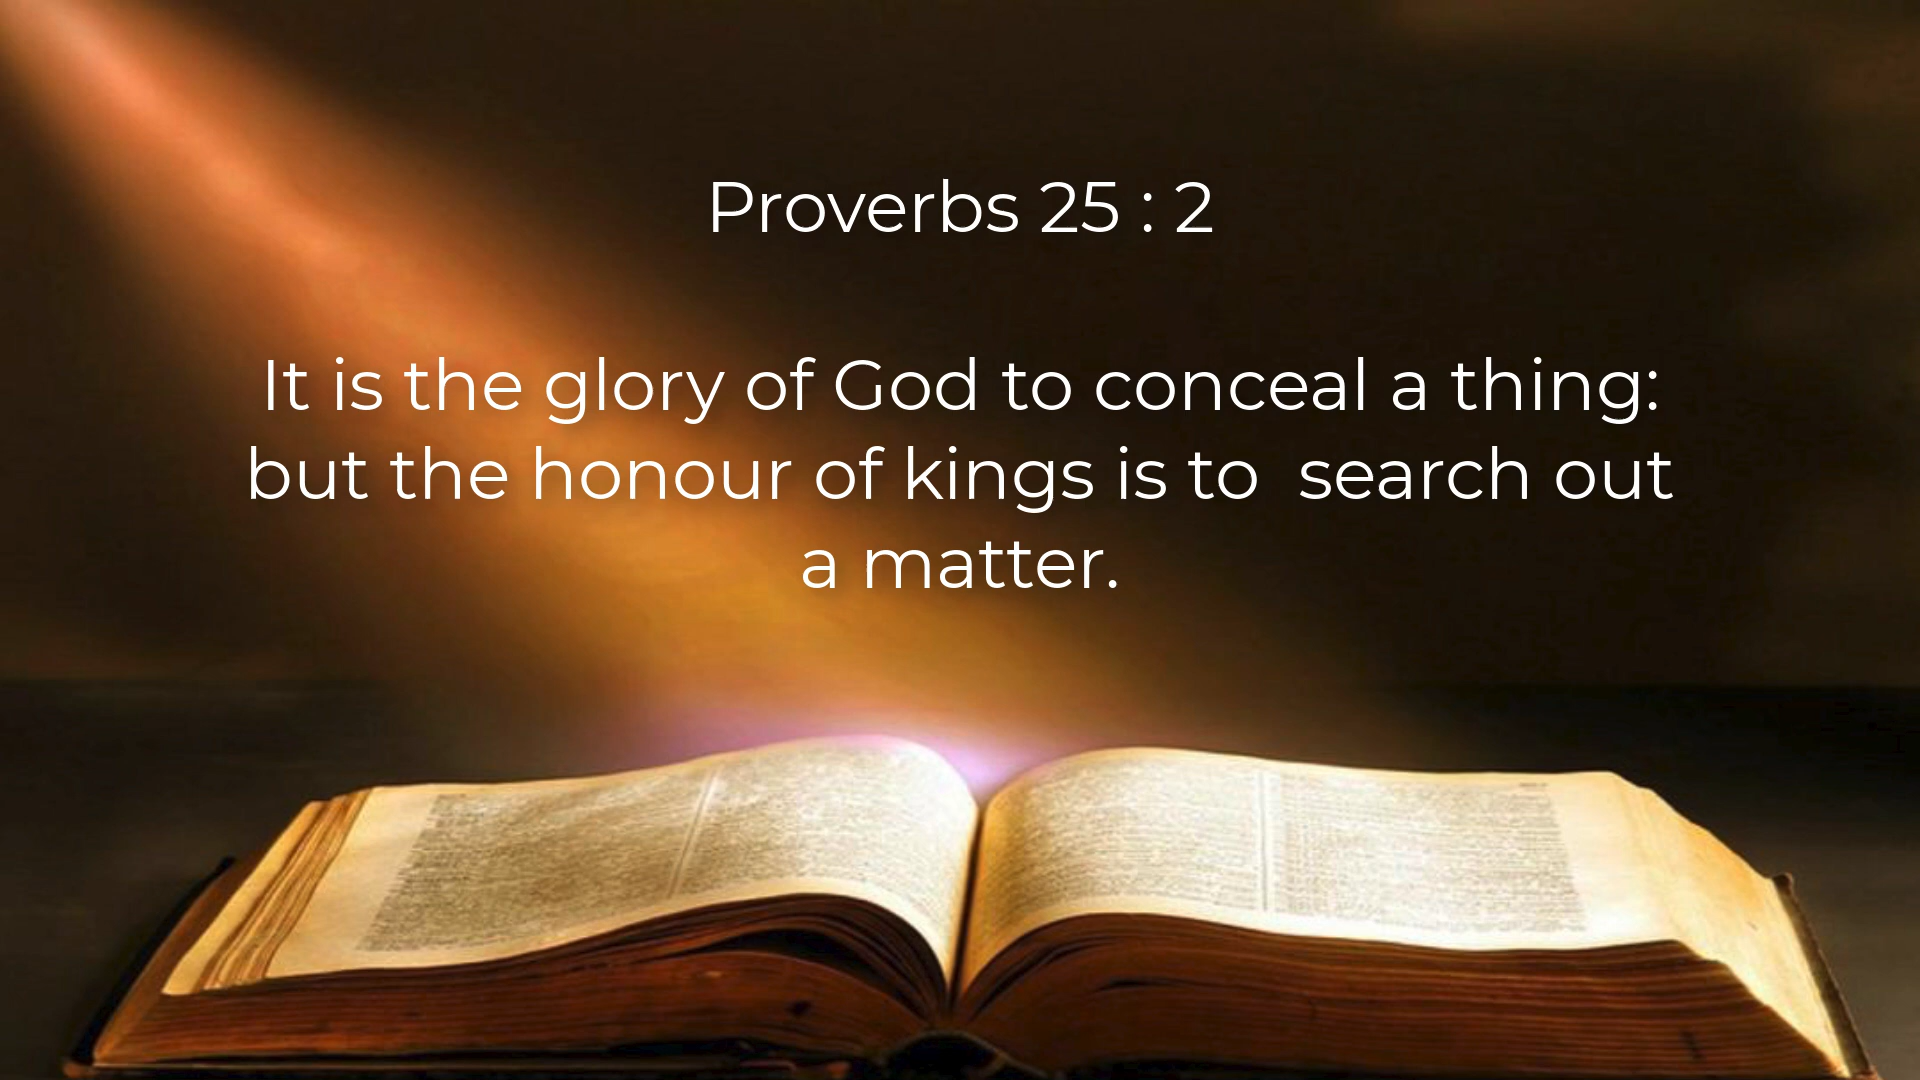 Proverbs 25 : 2
It is the glory of God to conceal a thing:
but the honour of kings is to  search out
a matter.